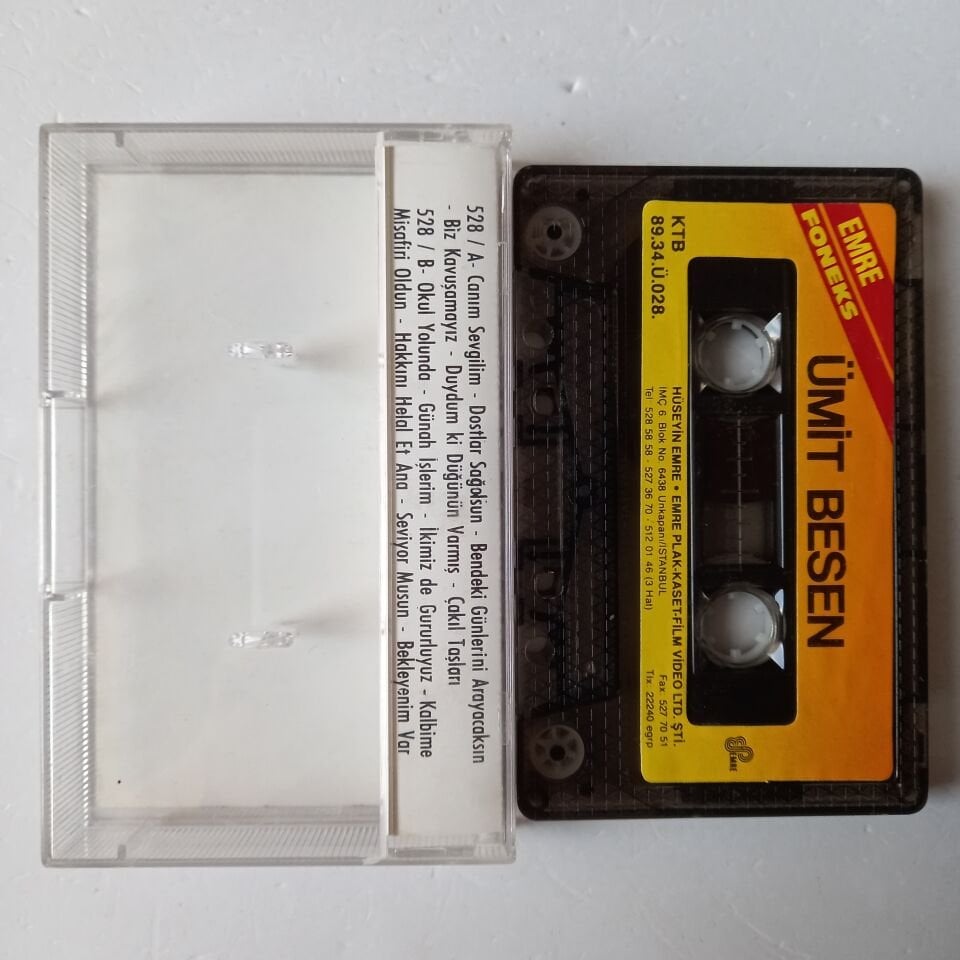 528 / A- Canım Sevgilim - Dostlar Sağolsun - Bendeki Günlerini Arayacaksın
- Biz Kavuşamayız - Duydum ki Düğünün Varmış - Çakıl Taşları
528 / B- Okul Yolunda - Günah İşlerim - İkimiz de Gururluyuz - Kalbime
Misafiri Oldun - Hakkını Helal Et Ana - Seviyor Musun - Bekleyenim Var
EMRE
FONEKS
ÜMİT BESEN
KTB
89.34.Ü.028.
HÜSEYİN EMRE • EMRE PLAK-KASET-FİLM VİDEO LTD. ŞTİ.
İMÇ 6. Blok No. 6438 Unkapanı/İSTANBUL
Fax: 527 70 51
Tel: 528 58 58 - 527 36 70 - 512 01 46 (3 Hat)
Tlx: 22240 egrp
EMRE